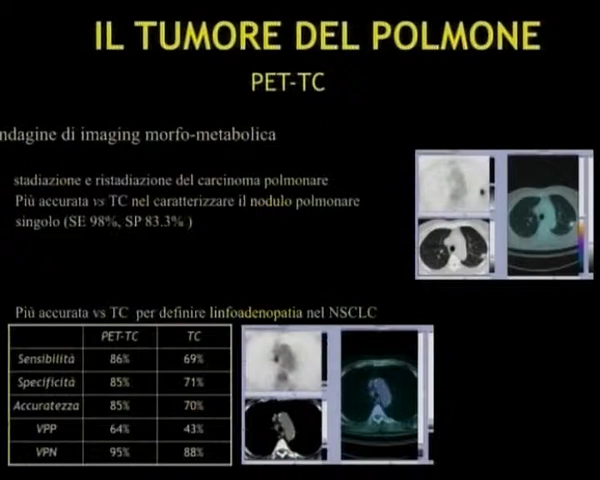 IL TUMORE DEL POLMONE
PET-TC
ndagine di imaging morfo-metabolica
stadiazione e ristadiazione del carcinoma polmonare
Più accurata vs TC nel caratterizzare il nodulo polmonare
singolo (SE 98%, SP 83.3% )
Più accurata vs TC per definire linfoadenopatia nel NSCLC
PET-TC TC
Sensibilità 86% 69%
Specificità 85% 71%
Accuratezza 85% 70%
VPP 64% 43%
VPN 95% 88%